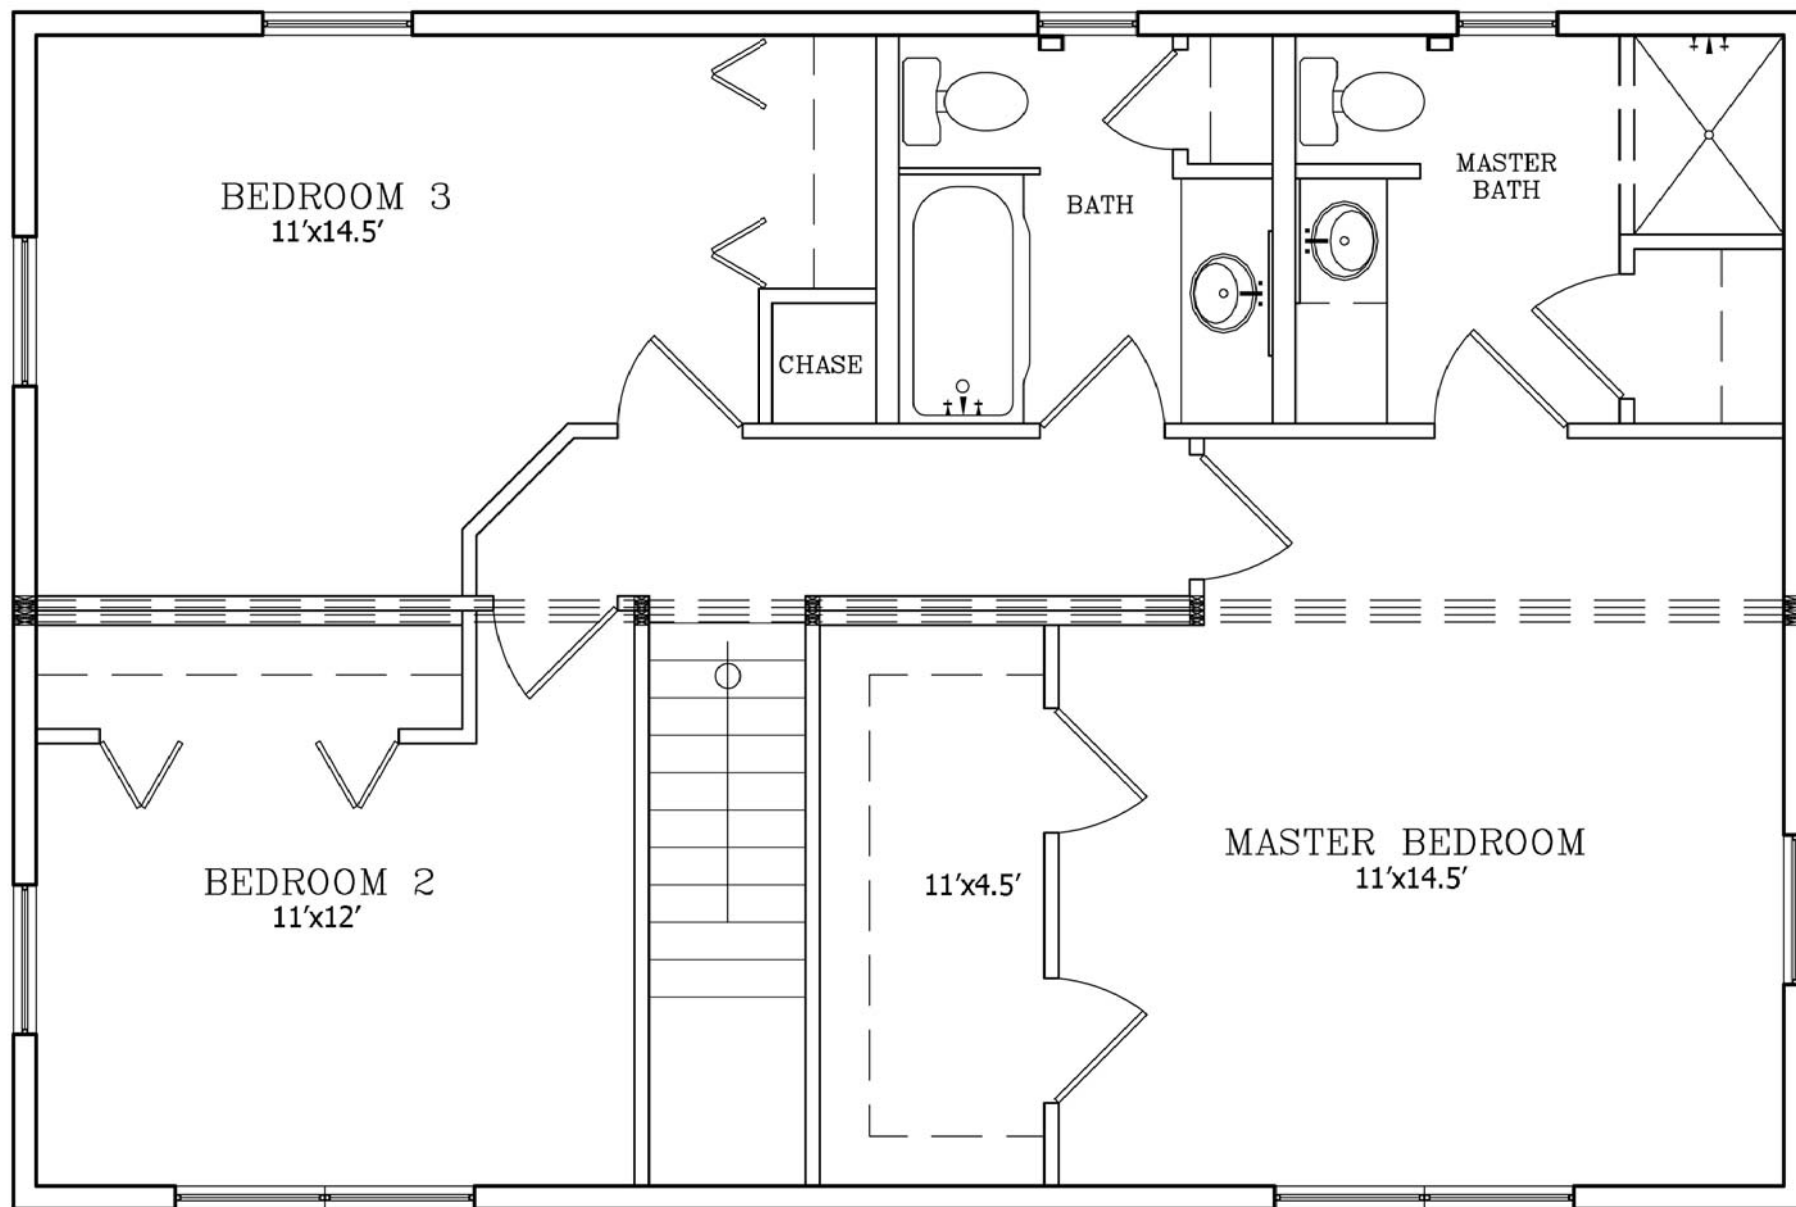 BEDROOM 3
11'x14.5'
BATH
MASTER
BATH
CHASE
BEDROOM 2
11'x12'
11'x4.5'
MASTER BEDROOM
11'x14.5'